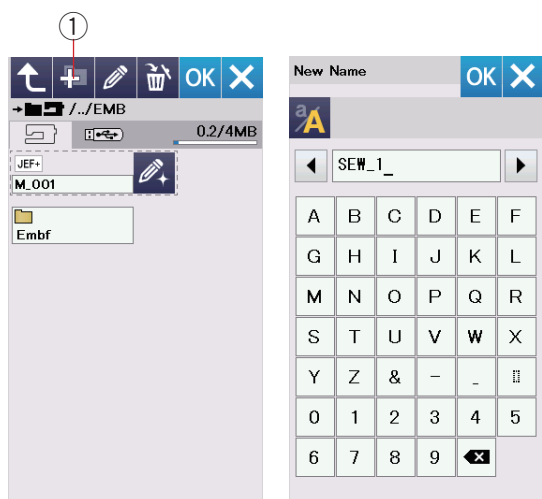 ①
OK
/../EMB
0.2/4MB
JEF+
M_001
Embf
New Name
OK
a/A
SEW_1_
A B C D E F
G H I J K L
M N O P Q R
S T U V W X
Y Z & - _
0 1 2 3 4 5
6 7 8 9